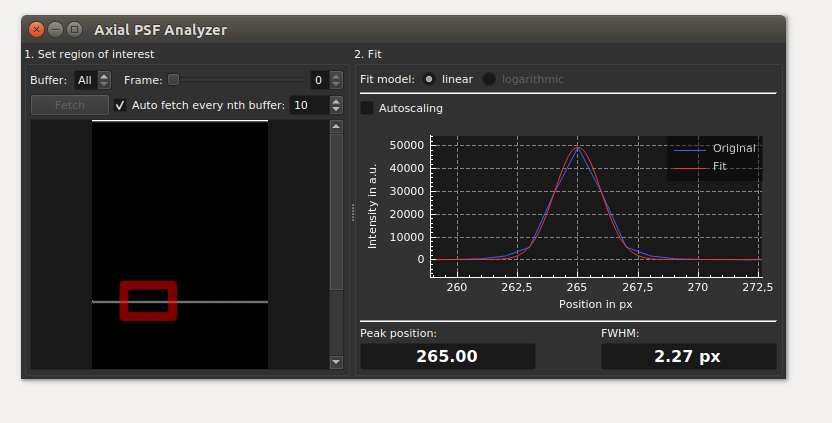 Axial PSF Analyzer
1. Set region of interest
Buffer: All Frame: 0
Fetch Auto fetch every nth buffer: 10
2. Fit
Fit model: linear logarithmic
Autoscaling
Original
Fit
Intensity in a.u.
50000
40000
30000
20000
10000
0
260 262,5 265 267,5 270 272,5
Position in px
Peak position: FWHM:
265.00 2.27 px